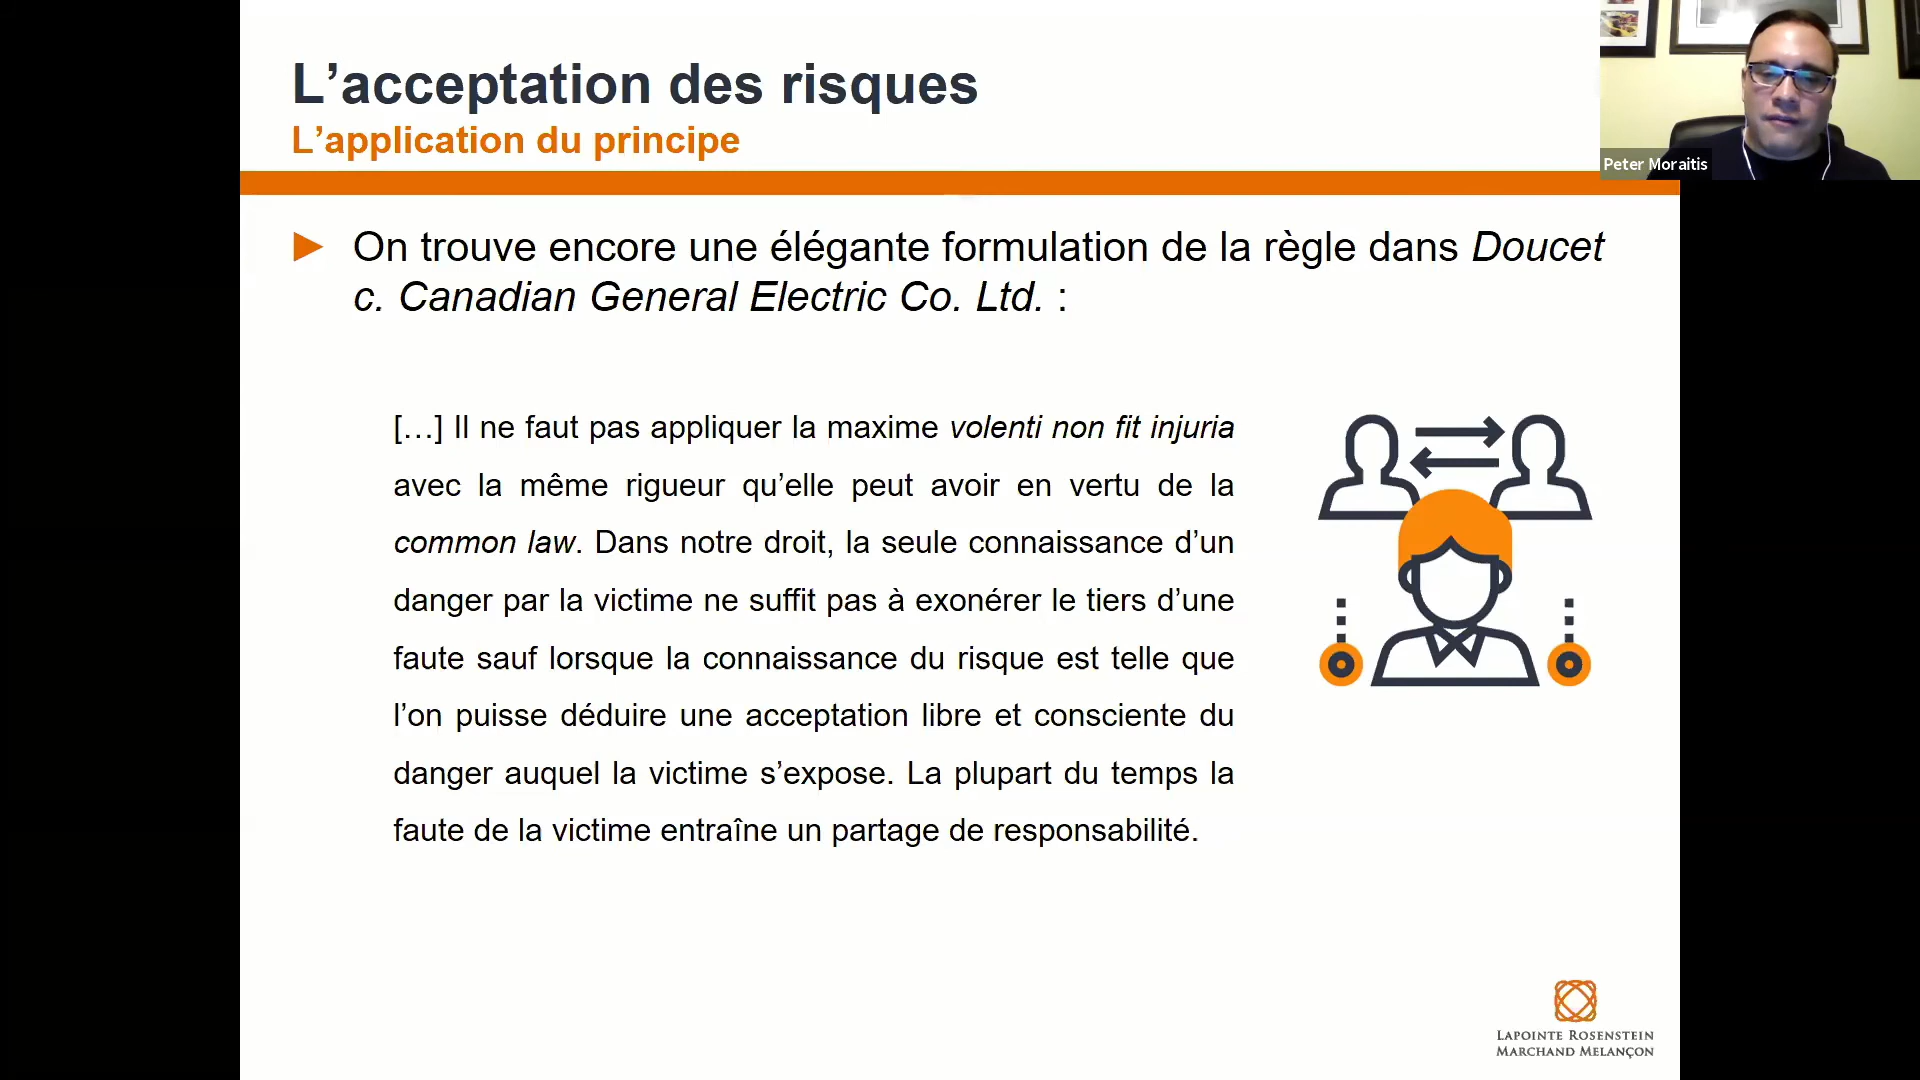 L’acceptation des risques
L’application du principe
Peter Moraitis
► On trouve encore une élégante formulation de la règle dans Doucet
c. Canadian General Electric Co. Ltd. :
[…] Il ne faut pas appliquer la maxime volenti non fit injuria
avec la même rigueur qu’elle peut avoir en vertu de la
common law. Dans notre droit, la seule connaissance d’un
danger par la victime ne suffit pas à exonérer le tiers d’une
faute sauf lorsque la connaissance du risque est telle que
l’on puisse déduire une acceptation libre et consciente du
danger auquel la victime s’expose. La plupart du temps la
faute de la victime entraîne un partage de responsabilité.
LAPOINTE ROSENSTEIN
MARCHAND MELANÇON